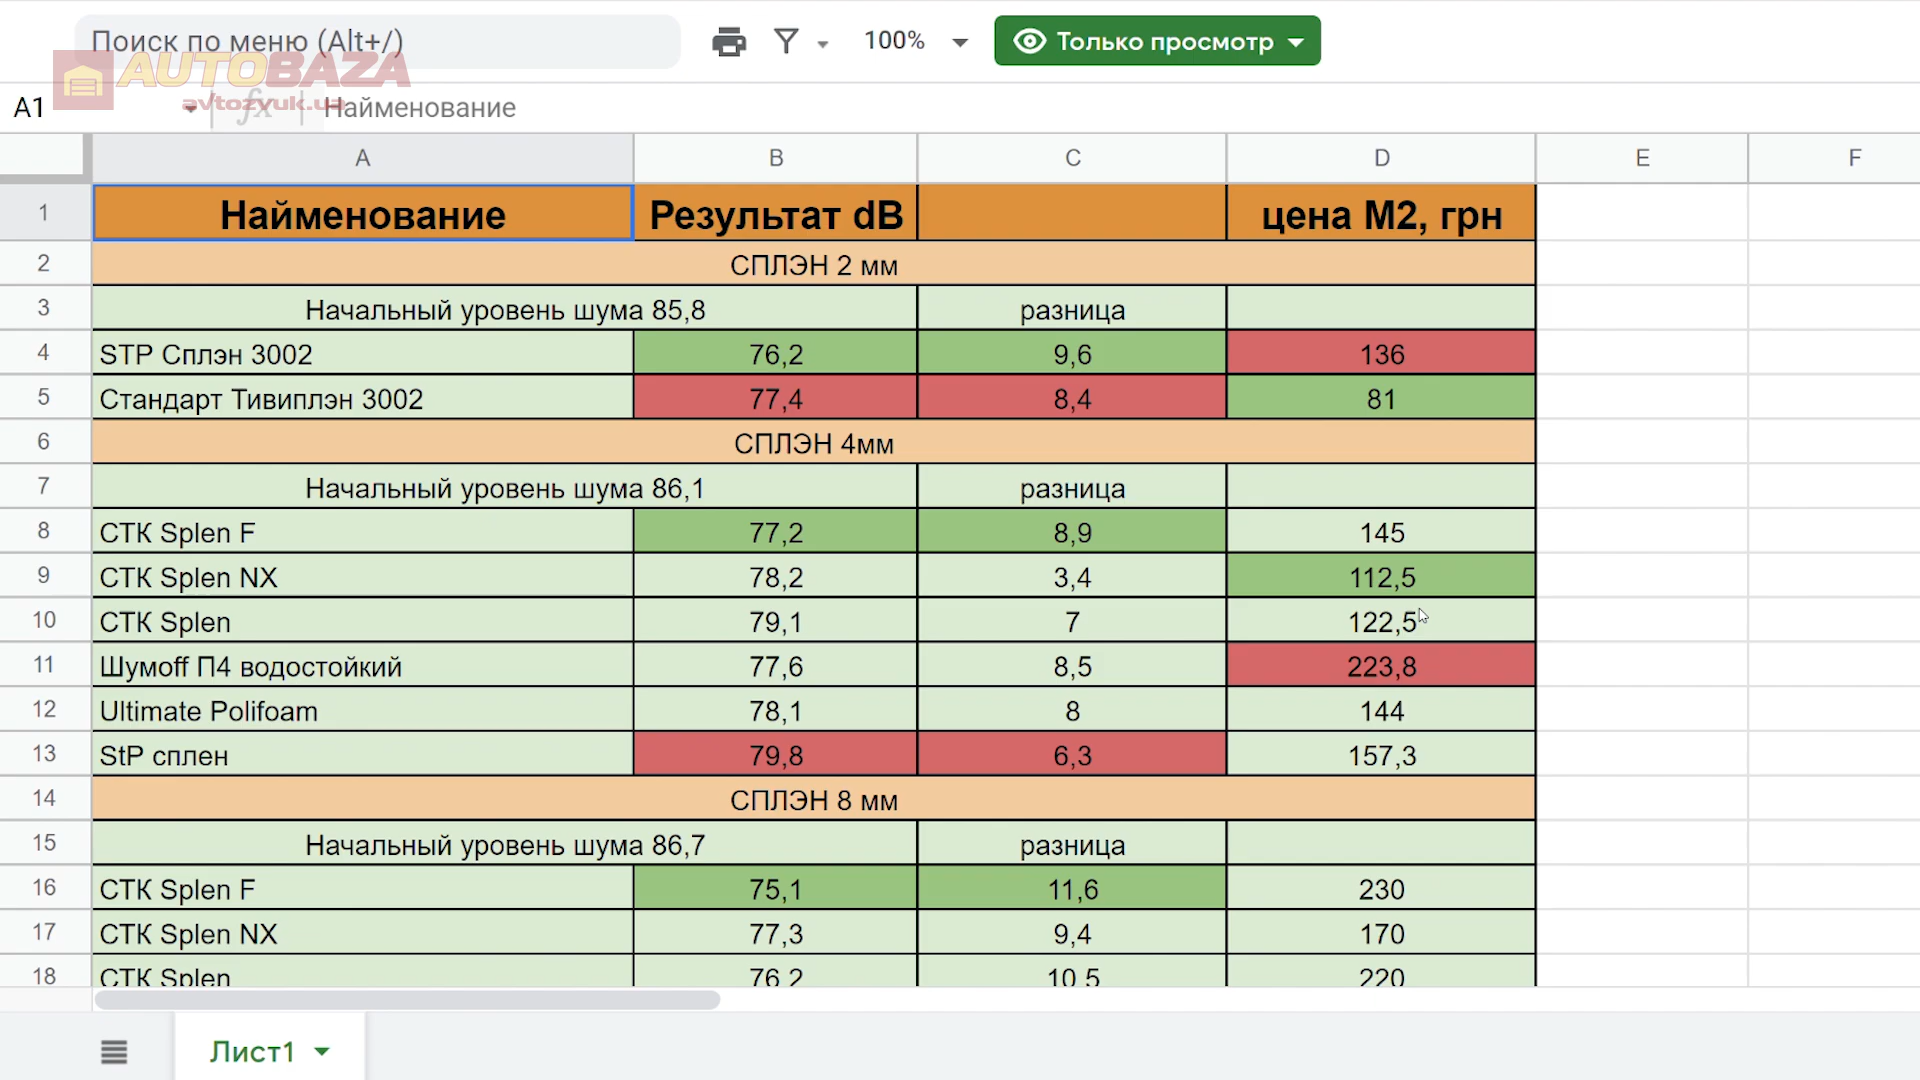 Поиск по меню (Alt+/)
100%
Только просмотр
AUTOBAZA
avtozvuk.ua
A1
fx
Найменование
A B C D E F
1 Найменование Результат dB цена М2, грн
2 СПЛЭН 2 мм
3 Начальный уровень шума 85,8 разница
4 STP Сплэн 3002 76,2 9,6 136
5 Стандарт Тивиплэн 3002 77,4 8,4 81
6 СПЛЭН 4мм
7 Начальный уровень шума 86,1 разница
8 СТК Splen F 77,2 8,9 145
9 СТК Splen NX 78,2 3,4 112,5
10 СТК Splen 79,1 7 122,5
11 Шумoff П4 водостойкий 77,6 8,5 223,8
12 Ultimate Polifoam 78,1 8 144
13 StP сплен 79,8 6,3 157,3
14 СПЛЭН 8 мм
15 Начальный уровень шума 86,7 разница
16 СТК Splen F 75,1 11,6 230
17 СТК Splen NX 77,3 9,4 170
18 СТК Splen 76,2 10,5 220
Лист1